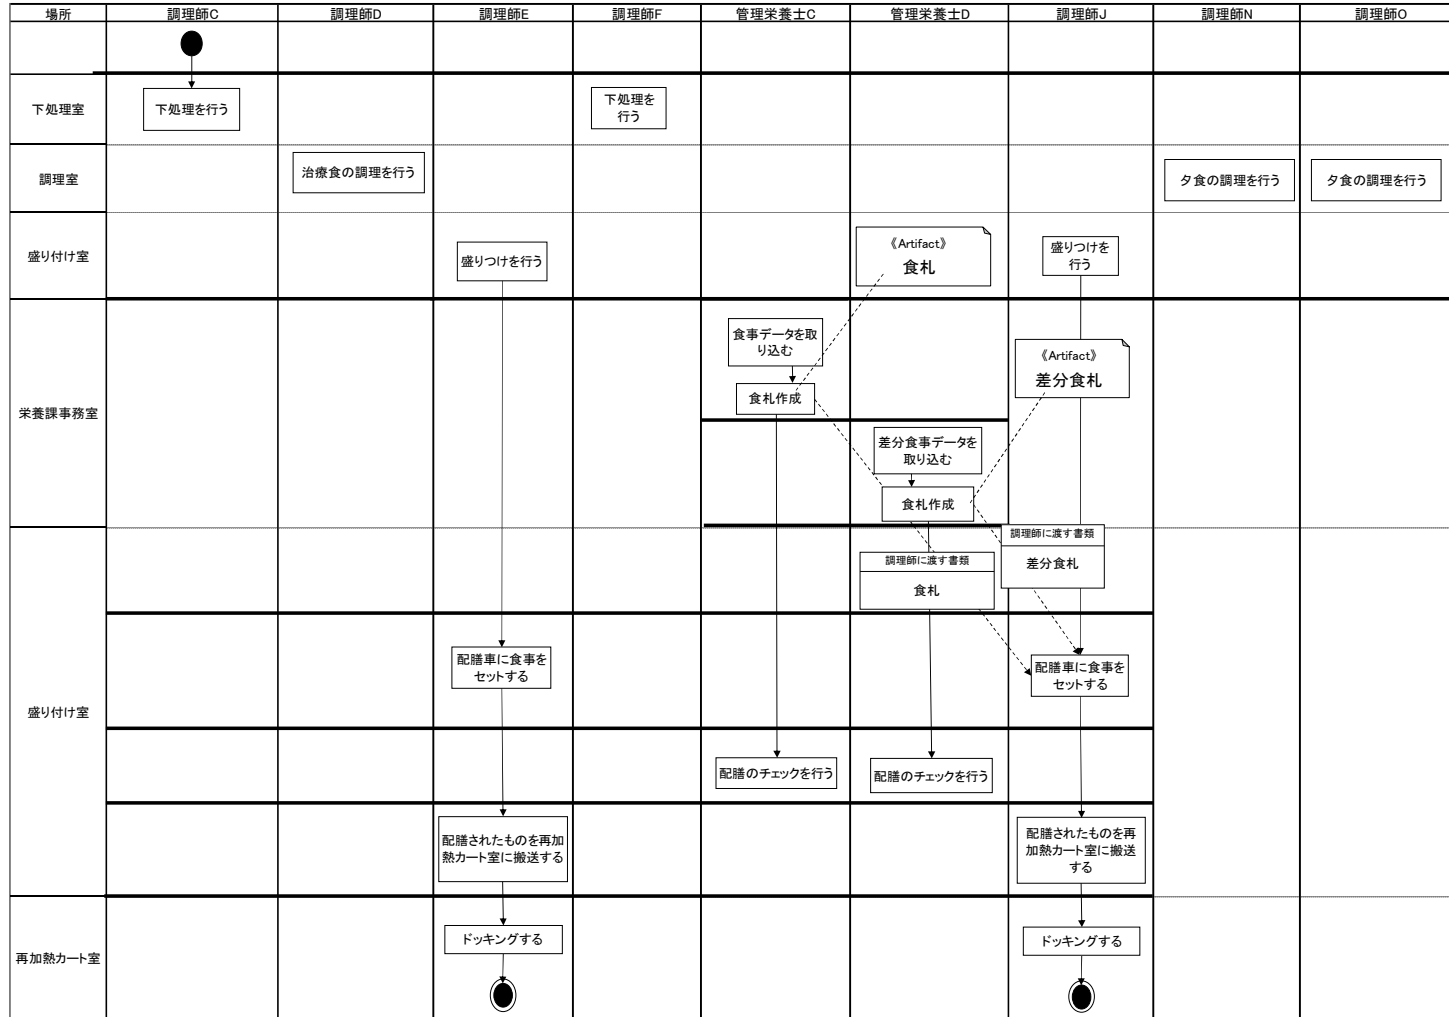 場所 調理師C 調理師D 調理師E 調理師F 管理栄養士C 管理栄養士D 調理師J 調理師N 調理師O
下処理室
下処理を行う
下処理を
行う
調理室
治療食の調理を行う
夕食の調理を行う
夕食の調理を行う
盛り付け室
盛りつけを行う
《Artifact》
食札
盛りつけを
行う
栄養課事務室
食事データを取
り込む
食札作成
《Artifact》
差分食札
差分食事データを
取り込む
食札作成
調理師に渡す書類
食札
調理師に渡す書類
差分食札
盛り付け室
配膳車に食事を
セットする
配膳車に食事を
セットする
配膳のチェックを行う
配膳のチェックを行う
配膳されたものを再加
熱カート室に搬送する
配膳されたものを再
加熱カート室に搬送
する
再加熱カート室
ドッキングする
ドッキングする